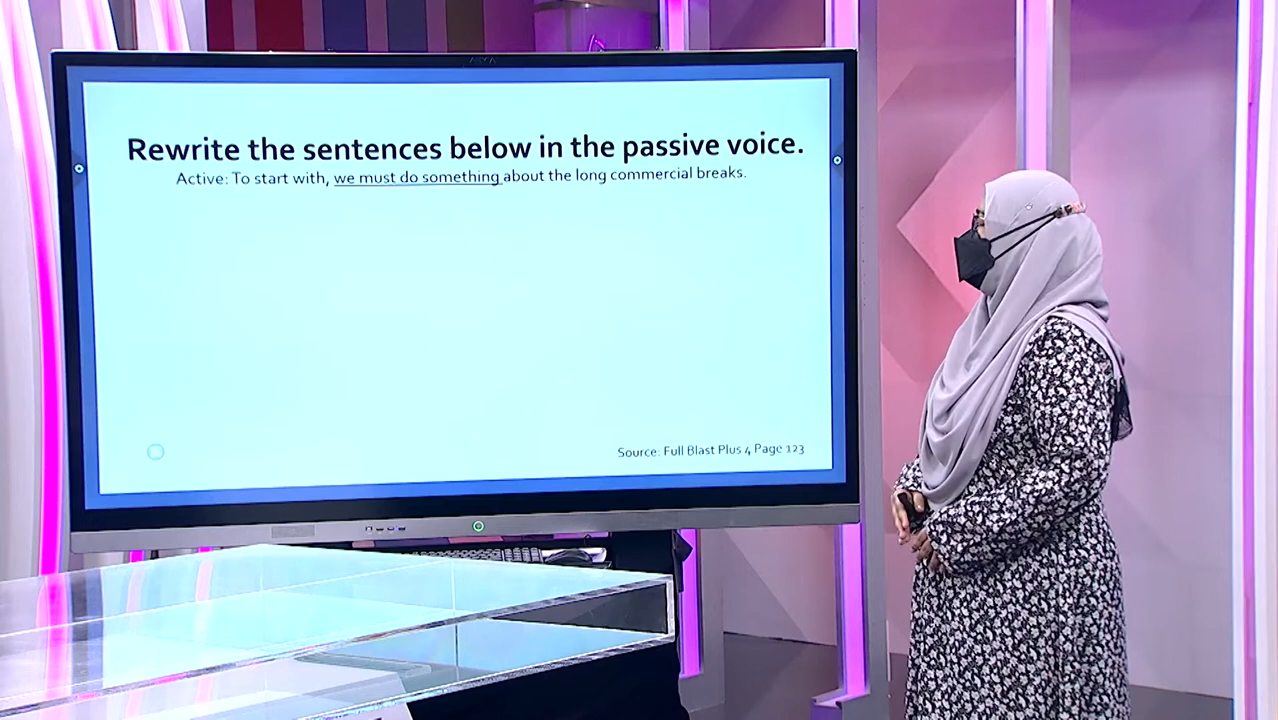 Rewrite the sentences below in the passive voice.
Active: To start with, we must do something about the long commercial breaks.
Source: Full Blast Plus 4 Page 123